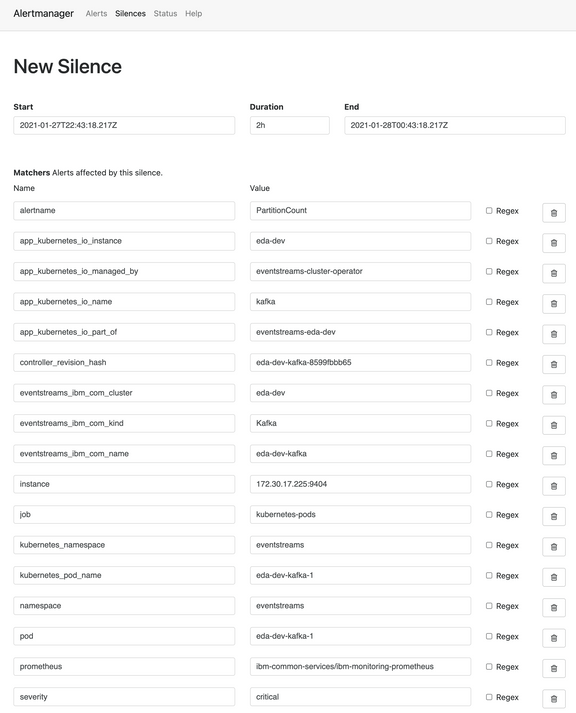 Alertmanager Alerts Silences Status Help
New Silence
Start Duration End
2021-01-27T22:43:18.217Z 2h 2021-01-28T00:43:18.217Z
Matchers Alerts affected by this silence.
Name Value
alertname PartitionCount Regex
app_kubernetes_io_instance eda-dev Regex
app_kubernetes_io_managed_by eventstreams-cluster-operator Regex
app_kubernetes_io_name kafka Regex
app_kubernetes_io_part_of eventstreams-eda-dev Regex
controller_revision_hash eda-dev-kafka-8599fbbb65 Regex
eventstreams_ibm_com_cluster eda-dev Regex
eventstreams_ibm_com_kind Kafka Regex
eventstreams_ibm_com_name eda-dev-kafka Regex
instance 172.30.17.225:9404 Regex
job kubernetes-pods Regex
kubernetes_namespace eventstreams Regex
kubernetes_pod_name eda-dev-kafka-1 Regex
namespace eventstreams Regex
pod eda-dev-kafka-1 Regex
prometheus ibm-common-services/ibm-monitoring-prometheus Regex
severity critical Regex